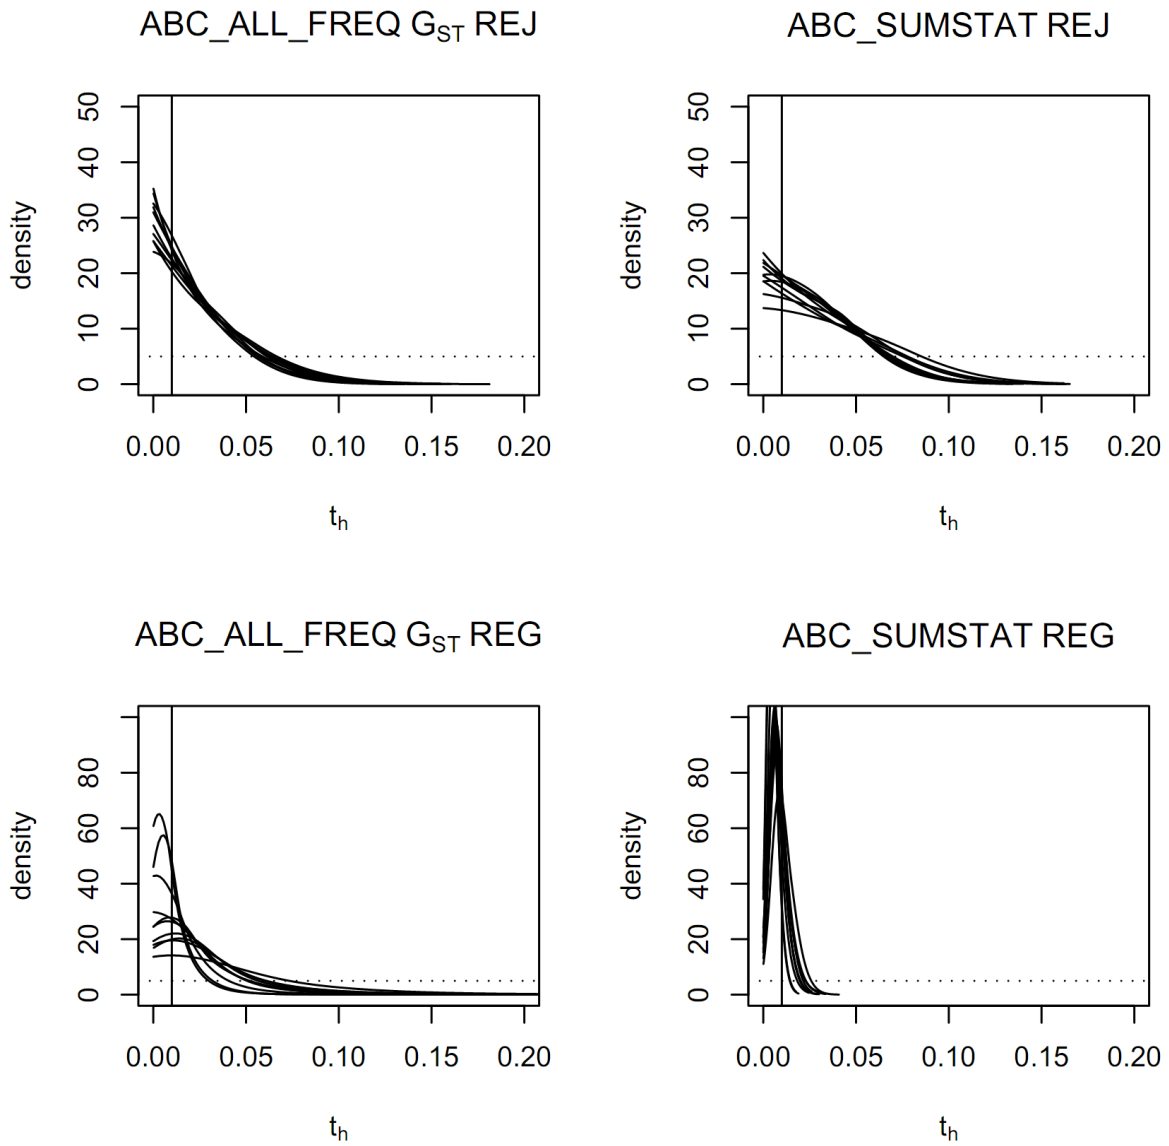 ABC_ALL_FREQ GST REJ
density
0 10 20 30 40 50
0.00 0.05 0.10 0.15 0.20
th
ABC_SUMSTAT REJ
density
0 10 20 30 40 50
0.00 0.05 0.10 0.15 0.20
th
ABC_ALL_FREQ GST REG
density
0 20 40 60 80
0.00 0.05 0.10 0.15 0.20
th
ABC_SUMSTAT REG
density
0 20 40 60 80
0.00 0.05 0.10 0.15 0.20
th